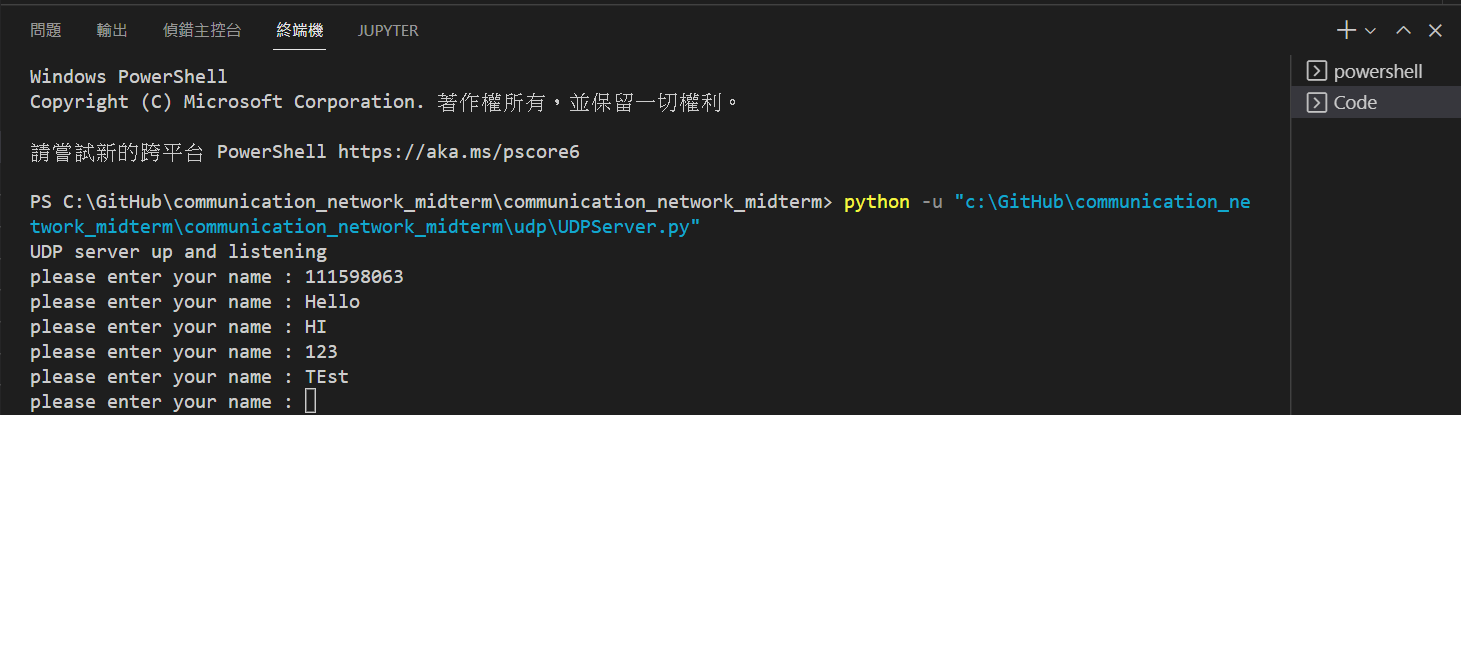 問題 輸出 偵錯主控台 終端機 JUPYTER
Windows PowerShell
Copyright (C) Microsoft Corporation. 著作權所有，並保留一切權利。
請嘗試新的跨平台 PowerShell https://aka.ms/pscore6
PS C:\GitHub\communication_network_midterm\communication_network_midterm> python -u "c:\GitHub\communication_ne
twork_midterm\communication_network_midterm\udp\UDPServer.py"
UDP server up and listening
please enter your name : 111598063
please enter your name : Hello
please enter your name : HI
please enter your name : 123
please enter your name : TEst
please enter your name :
powershell
Code